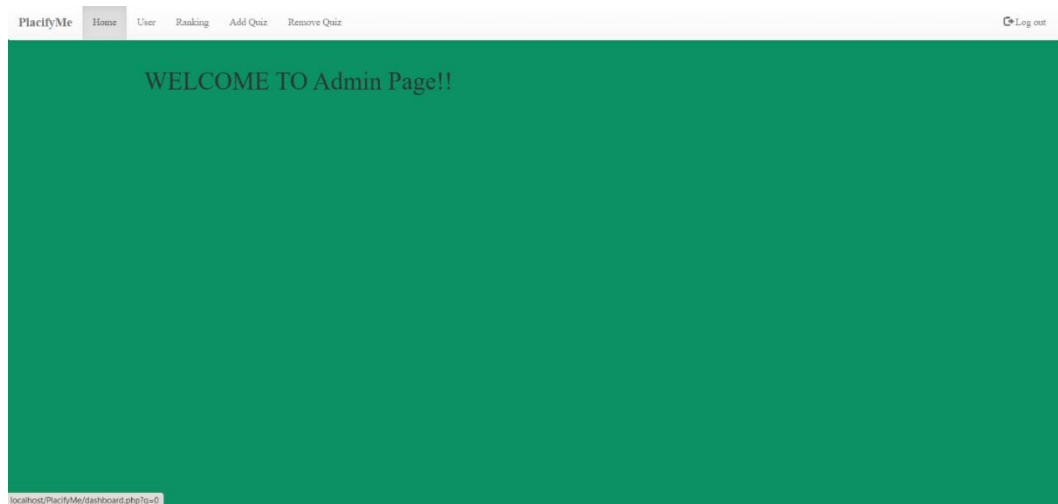 PlacifyMe Home User Ranking Add Quiz Remove Quiz Log out
WELCOME TO Admin Page!!
localhost/PlacifyMe/dashboard.php?q=0